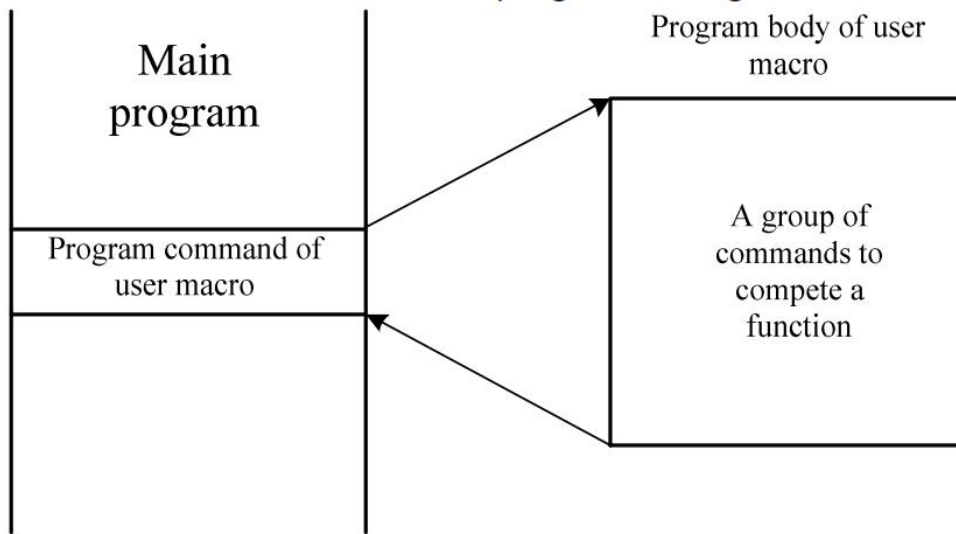 Main
program
Program command of
user macro
Program body of user
macro
A group of
commands to
compete a
function